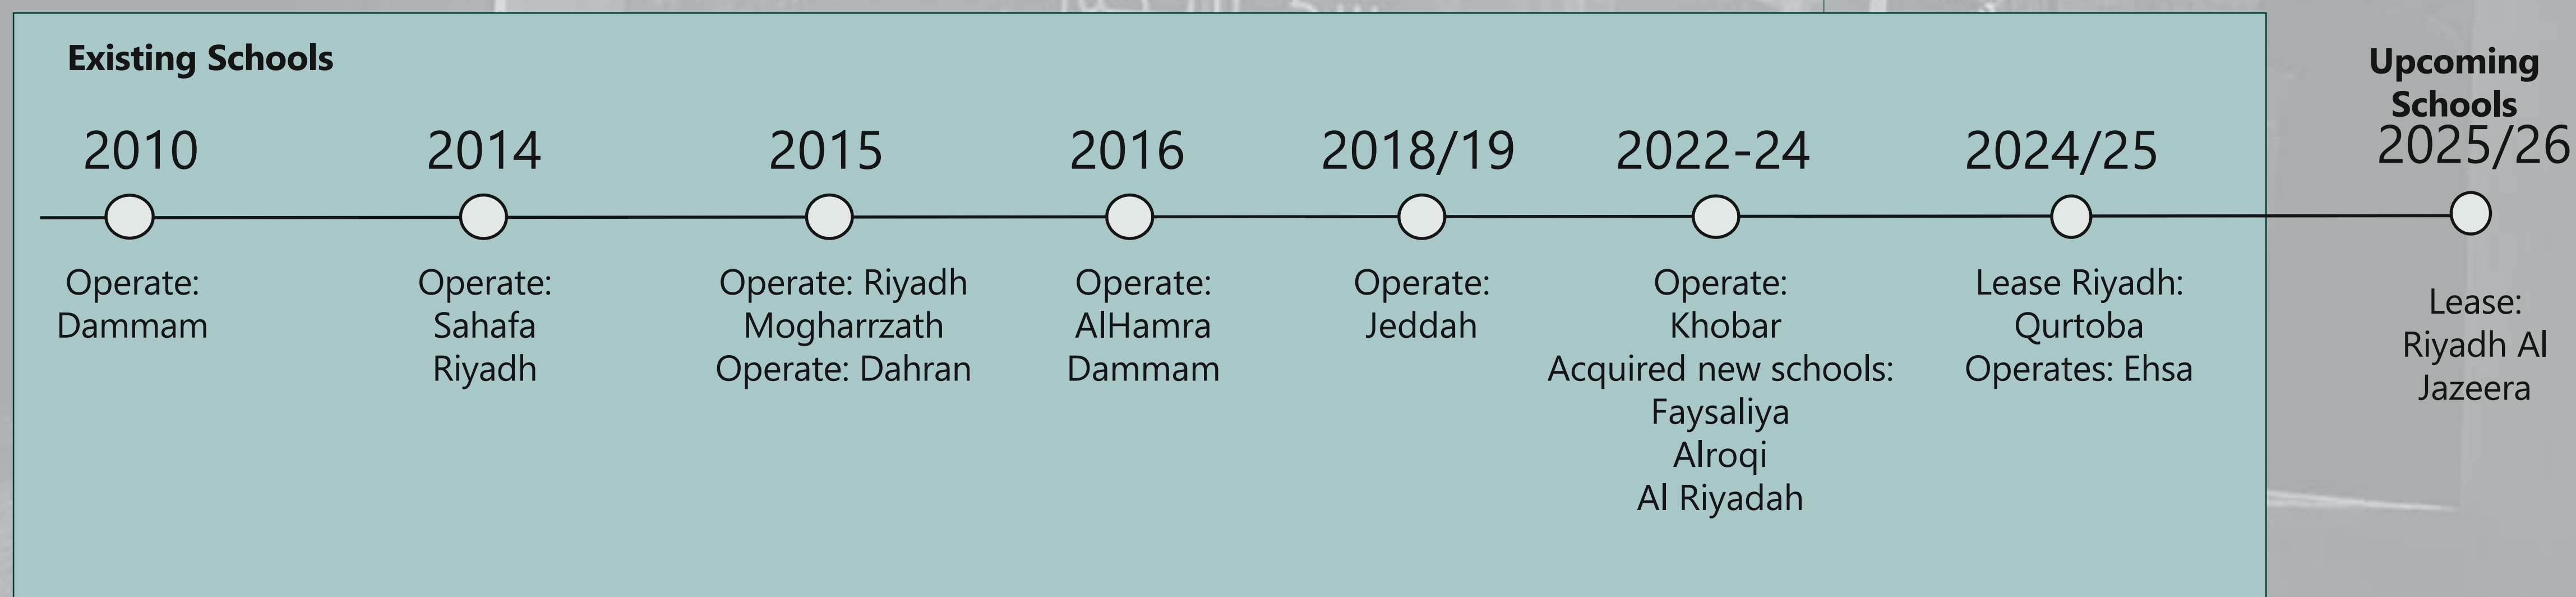 Existing Schools
Upcoming
Schools
2010
2014
2015
2016
2018/19
2022-24
2024/25
2025/26
Operate:
Dammam
Operate:
Sahafa
Riyadh
Operate: Riyadh
Mogharrzath
Operate: Dahran
Operate:
AlHamra
Dammam
Operate:
Jeddah
Operate:
Khobar
Acquired new schools:
Faysaliya
Alroqi
Al Riyadah
Lease Riyadh:
Qurtoba
Operates: Ehsa
Lease:
Riyadh Al
Jazeera